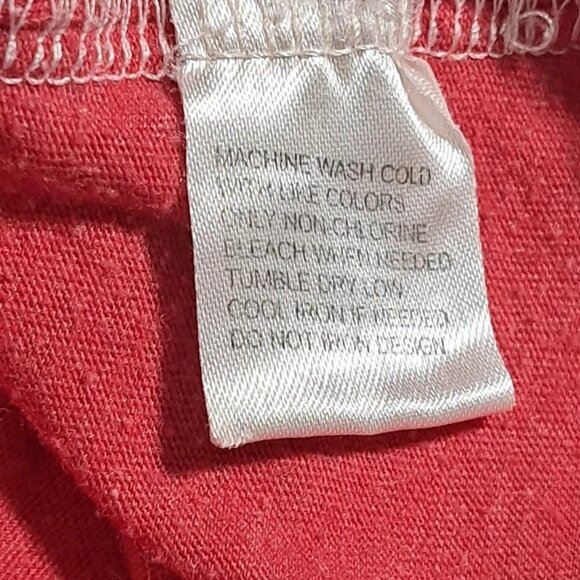 MACHINE WASH COLD
WITH LIKE COLORS
ONLY NON-CHLORINE
BLEACH WHEN NEEDED
TUMBLE DRY LOW
COOL IRON IF NEEDED
DO NOT IRON DESIGN